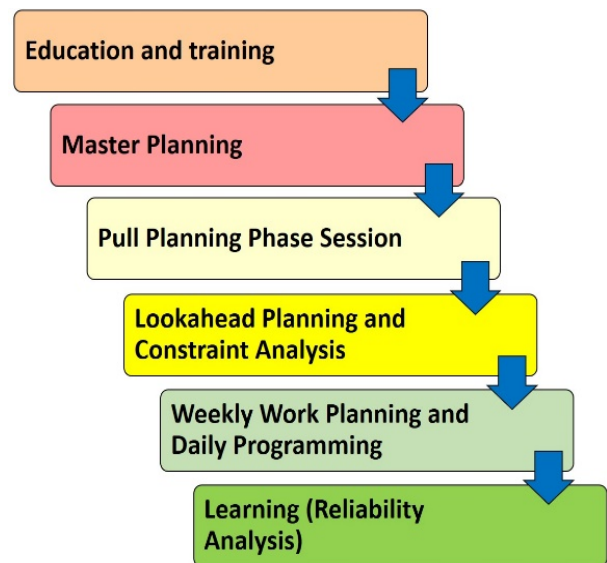 Education and training
Master Planning
Pull Planning Phase Session
Lookahead Planning and
Constraint Analysis
Weekly Work Planning and
Daily Programming
Learning (Reliability
Analysis)